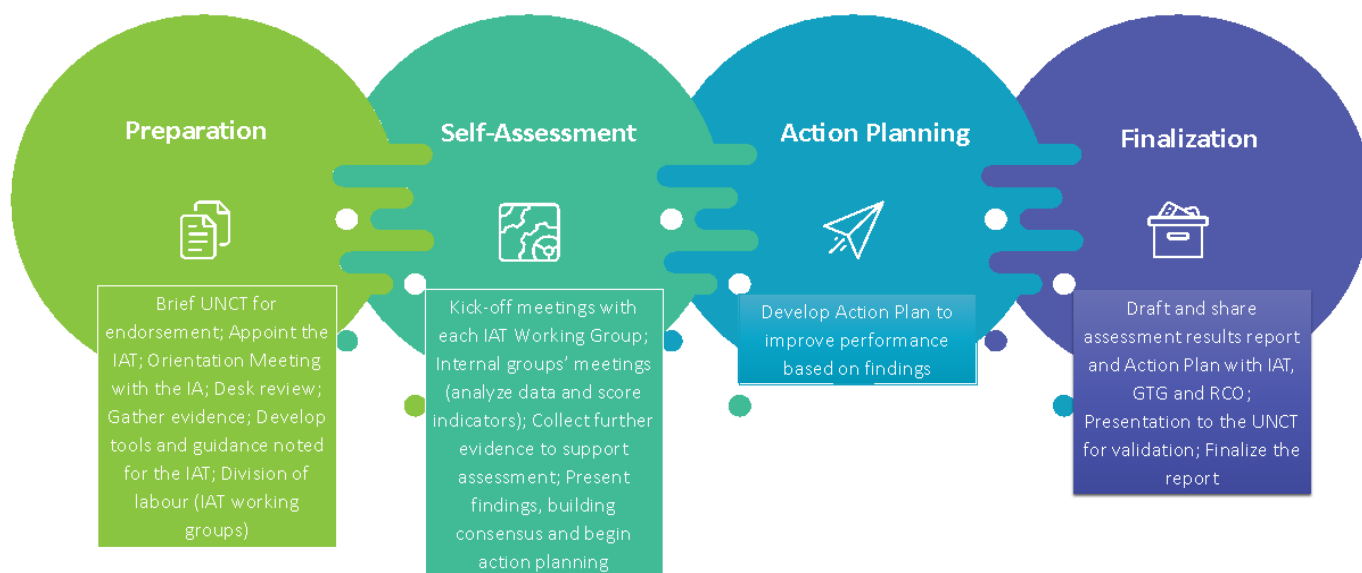 Preparation
Brief UNCT for
endorsement; Appoint the
IAT; Orientation Meeting
with the IA; Desk review;
Gather evidence; Develop
tools and guidance noted
for the IAT; Division of
labour (IAT working
groups)
Self-Assessment
Kick-off meetings with
each IAT Working Group;
Internal groups’ meetings
(analyze data and score
indicators); Collect further
evidence to support
assessment; Present
findings, building
consensus and begin
action planning
Action Planning
Develop Action Plan to
improve performance
based on findings
Finalization
Draft and share
assessment results report
and Action Plan with IAT,
GTG and RCO;
Presentation to the UNCT
for validation; Finalize the
report